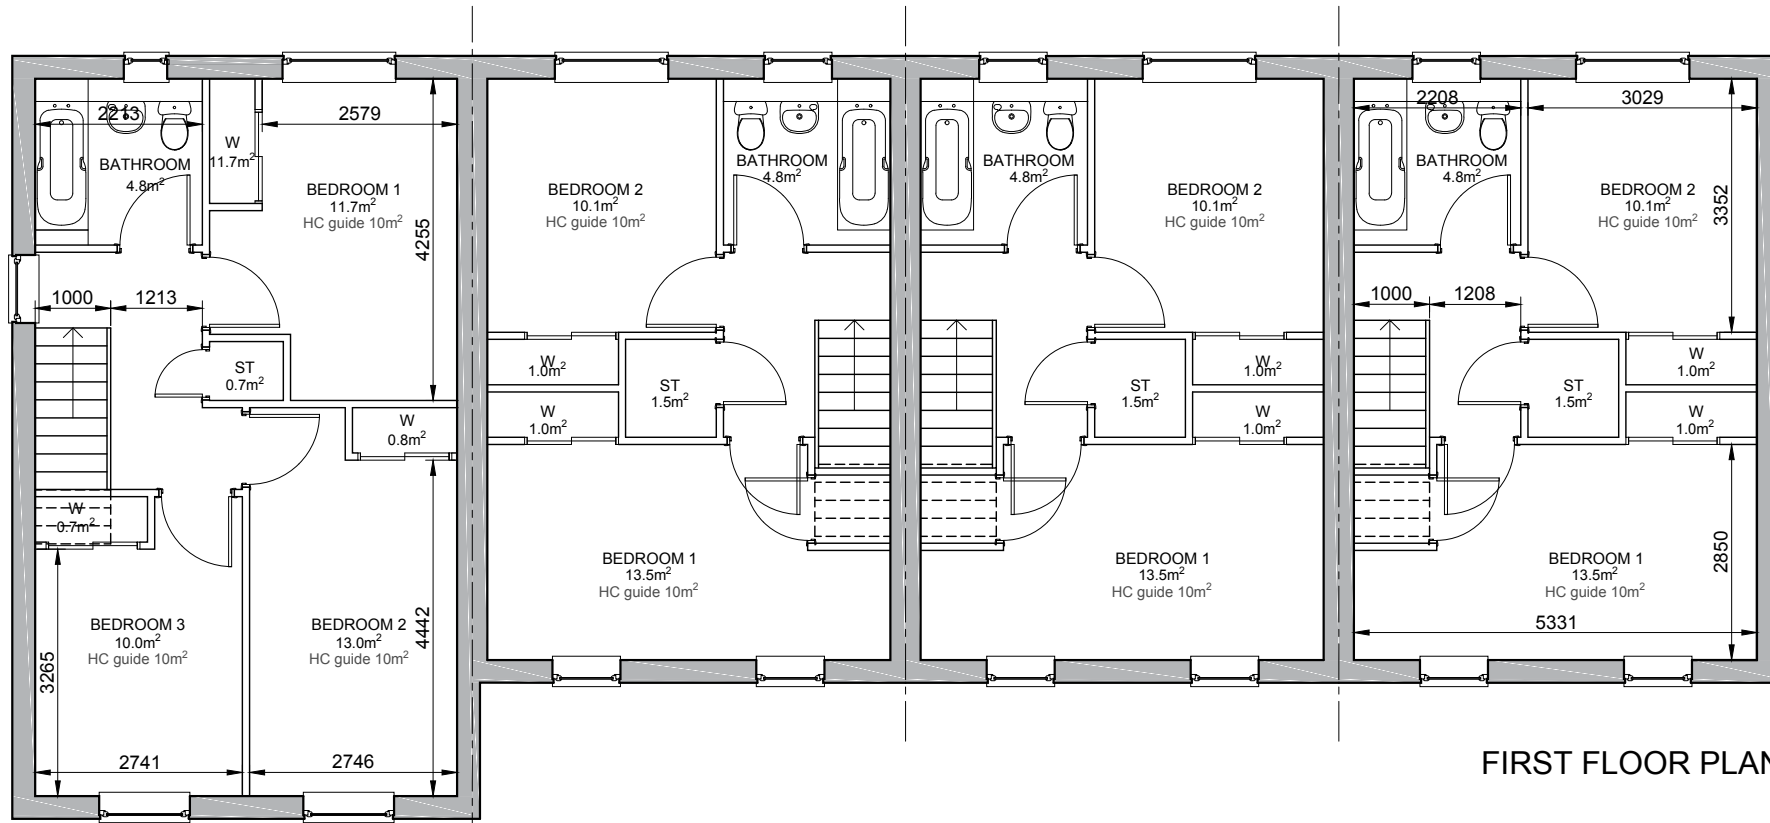 2213
BATHROOM
4.8m²
W
11.7m²
2579
BEDROOM 1
11.7m²
HC guide 10m²
4255
1000
1213
ST
0.7m²
W
0.8m²
W
0.7m²
BEDROOM 3
10.0m²
HC guide 10m²
3265
2741
BEDROOM 2
13.0m²
HC guide 10m²
4442
2746
BEDROOM 2
10.1m²
HC guide 10m²
BATHROOM
4.8m²
W
1.0m²
W
1.0m²
ST
1.5m²
BEDROOM 1
13.5m²
HC guide 10m²
BATHROOM
4.8m²
BEDROOM 2
10.1m²
HC guide 10m²
ST
1.5m²
W
1.0m²
W
1.0m²
BEDROOM 1
13.5m²
HC guide 10m²
2208
BATHROOM
4.8m²
3029
BEDROOM 2
10.1m²
HC guide 10m²
3352
1000
1208
ST
1.5m²
W
1.0m²
W
1.0m²
BEDROOM 1
13.5m²
HC guide 10m²
2850
5331
FIRST FLOOR PLAN